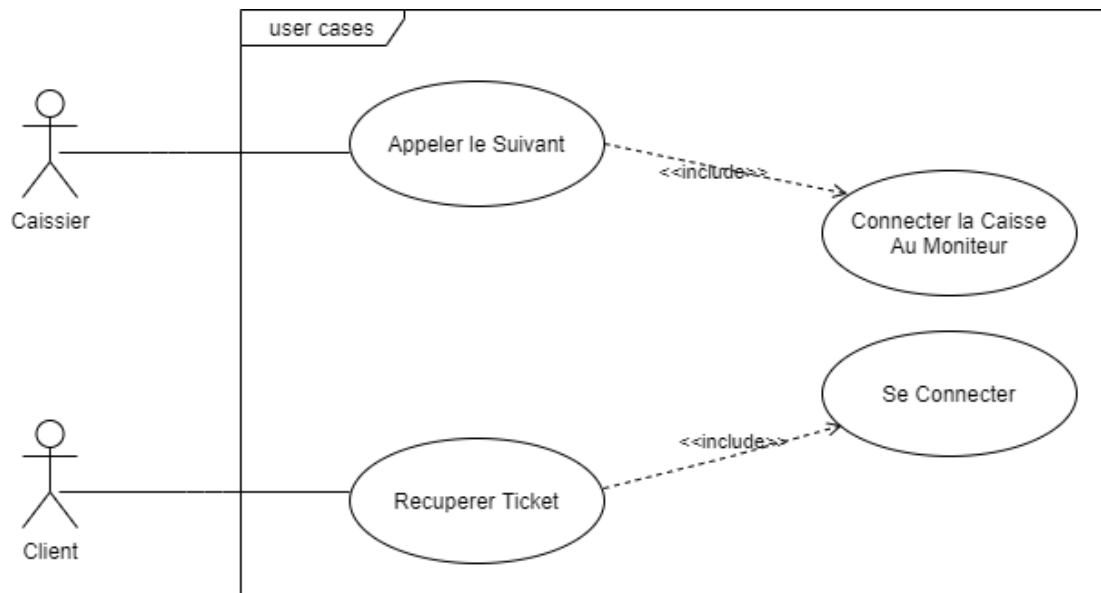 user cases
Appeler le Suivant
<<include>>
Caissier
Connecter la Caisse
Au Moniteur
Se Connecter
<<include>>
Recuperer Ticket
Client